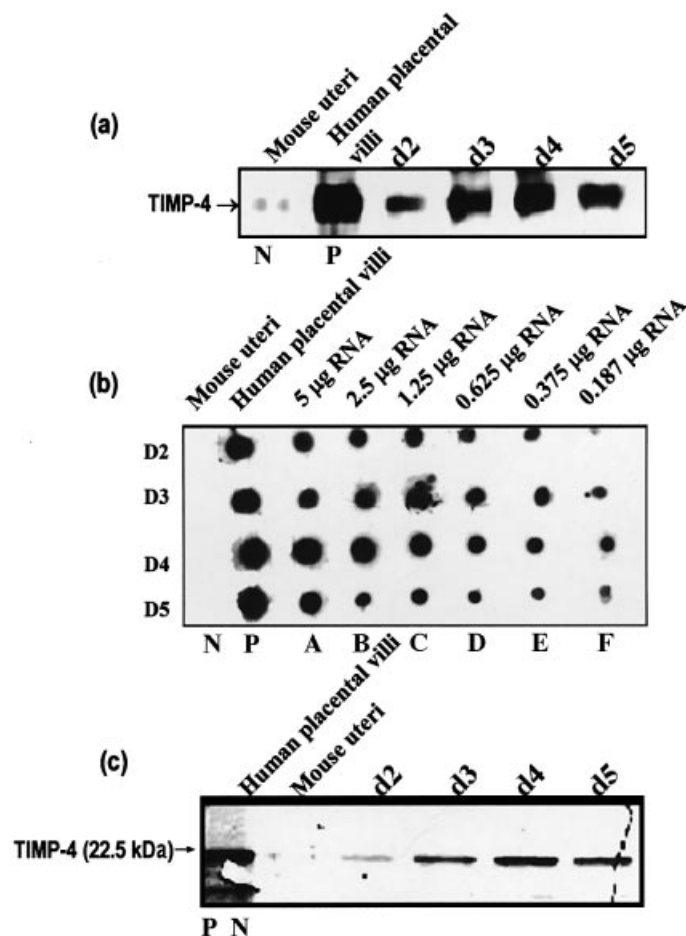 (a)
Mouse uteri
Human placental
villi
d2
d3
d4
d5
TIMP-4
N P
(b)
Mouse uteri
Human placental villi
5 µg RNA
2.5 µg RNA
1.25 µg RNA
0.625 µg RNA
0.375 µg RNA
0.187 µg RNA
D2
D3
D4
D5
N P A B C D E F
(c)
Human placental villi
Mouse uteri
d2
d3
d4
d5
TIMP-4 (22.5 kDa)
P N